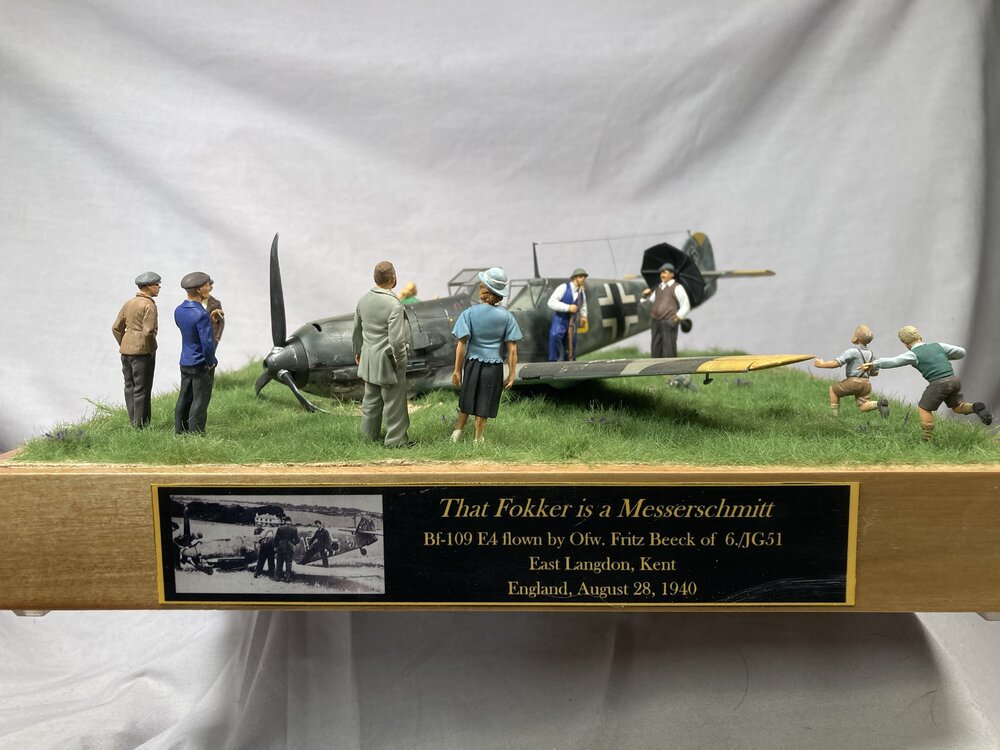 That Fokker is a Messerschmitt
Bf-109 E4 flown by Ofw. Fritz Beeck of 6./JG51
East Langdon, Kent
England, August 28, 1940